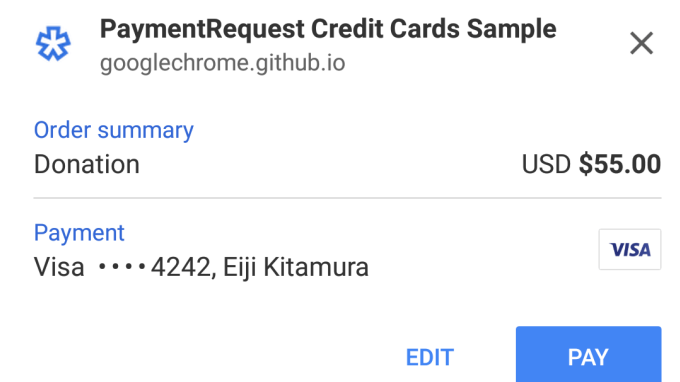 PaymentRequest Credit Cards Sample
googlechrome.github.io
Order summary
Donation USD $55.00
Payment
Visa ････4242, Eiji Kitamura
VISA
EDIT PAY